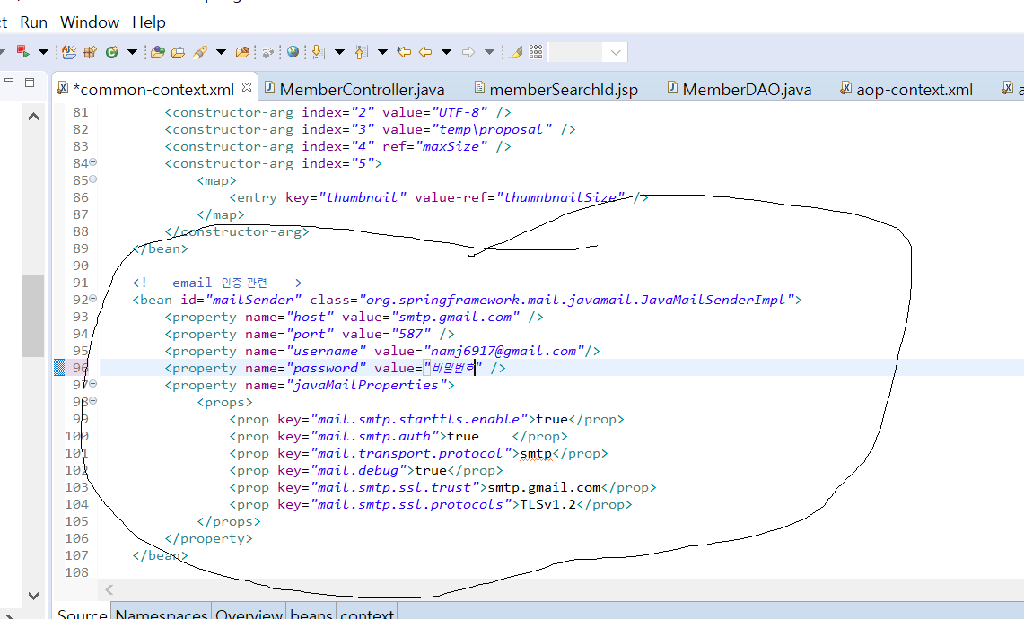 Run Window Help
*common-context.xml MemberController.java memberSearchId.jsp MemberDAO.java aop-context.xml
81 <constructor-arg index="2" value="UTF-8" />
82 <constructor-arg index="3" value="temp\proposal" />
83 <constructor-arg index="4" ref="maxSize" />
84 <constructor-arg index="5">
85 <map>
86 <entry key="thumbnail" value-ref="thumnbnailSize" />
87 </map>
88 </constructor-arg>
89 </bean>
90
91 <! email 인증 관련 >
92 <bean id="mailSender" class="org.springframework.mail.javamail.JavaMailSenderImpl">
93 <property name="host" value="smtp.gmail.com" />
94 <property name="port" value="587" />
95 <property name="username" value="namj6917@gmail.com"/>
96 <property name="password" value="비밀번호" />
97 <property name="javaMailProperties">
98 <props>
99 <prop key="mail.smtp.starttls.enable">true</prop>
100 <prop key="mail.smtp.auth">true </prop>
101 <prop key="mail.transport.protocol">smtp</prop>
102 <prop key="mail.debug">true</prop>
103 <prop key="mail.smtp.ssl.trust">smtp.gmail.com</prop>
104 <prop key="mail.smtp.ssl.protocols">TLSv1.2</prop>
105 </props>
106 </property>
107 </bean>
108
Source Namespaces Overview beans context